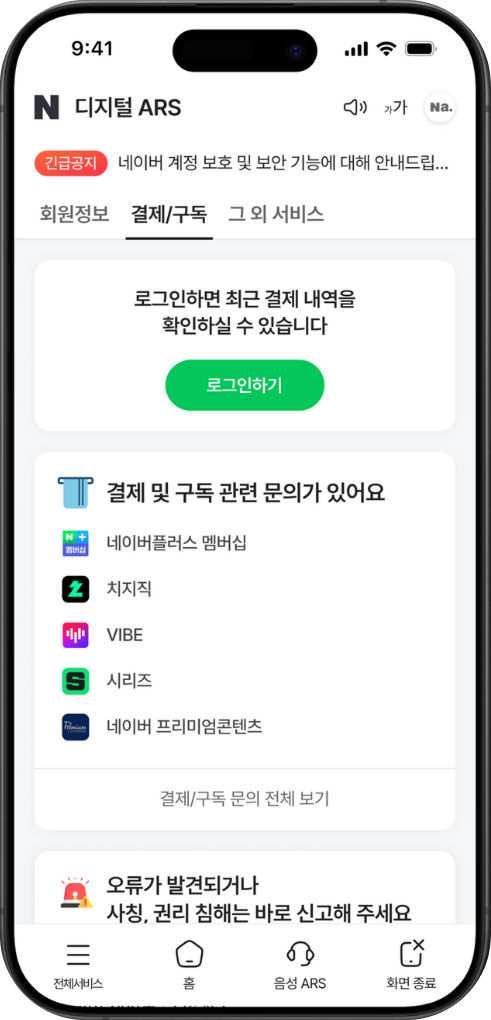 9:41
N 디지털 ARS 가가 Na.
긴급공지 네이버 계정 보호 및 보안 기능에 대해 안내드립...
회원정보 결제/구독 그 외 서비스
로그인하면 최근 결제 내역을
확인하실 수 있습니다
로그인하기
결제 및 구독 관련 문의가 있어요
N +
멤버십
네이버플러스 멤버십
치지직
VIBE
S
시리즈
Premium
네이버 프리미엄콘텐츠
결제/구독 문의 전체 보기
오류가 발견되거나
사칭, 권리 침해는 바로 신고해 주세요
전체서비스 홈 음성 ARS 화면 종료